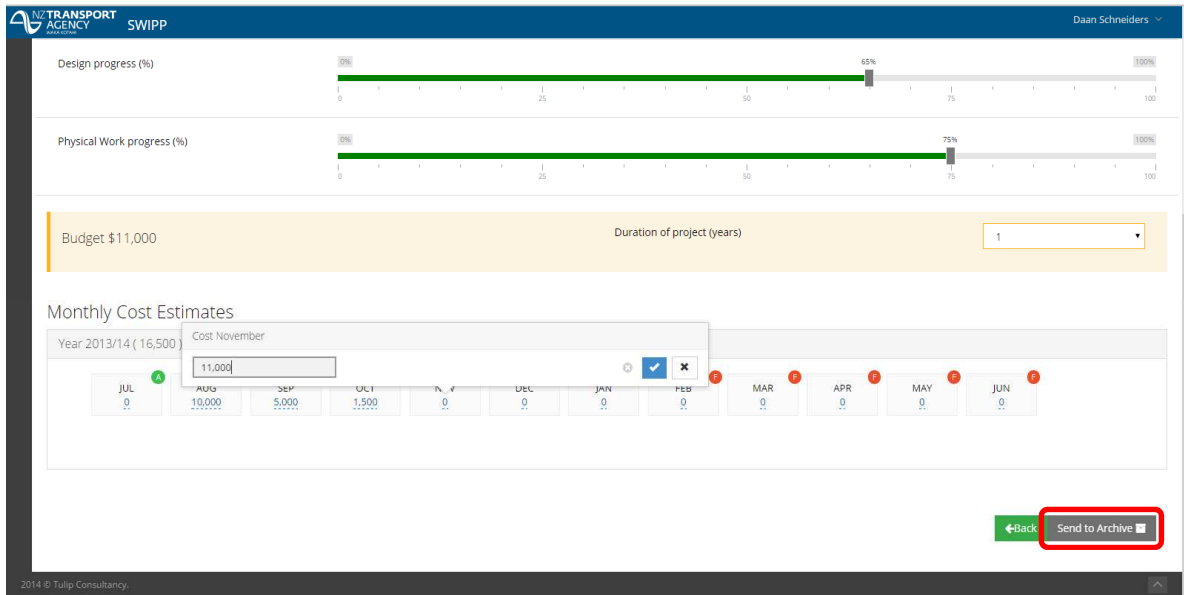 NZTRANSPORT
AGENCY
WAKA KOTAHI
SWIPP
Daan Schneiders
Design progress (%)
0% 65% 100%
0 25 50 75 100
Physical Work progress (%)
0% 75% 100%
0 25 50 75 100
Budget $11,000
Duration of project (years)
1
Monthly Cost Estimates
Year 2013/14 ( 16,500 )
Cost November
11,000
A F F F F F
JUL AUG SEP OCT DEC JAN FEB MAR APR MAY JUN
0 10,000 5,000 1,500 0 0 0 0 0 0 0 0
Back
Send to Archive
2014 © Tulip Consultancy.